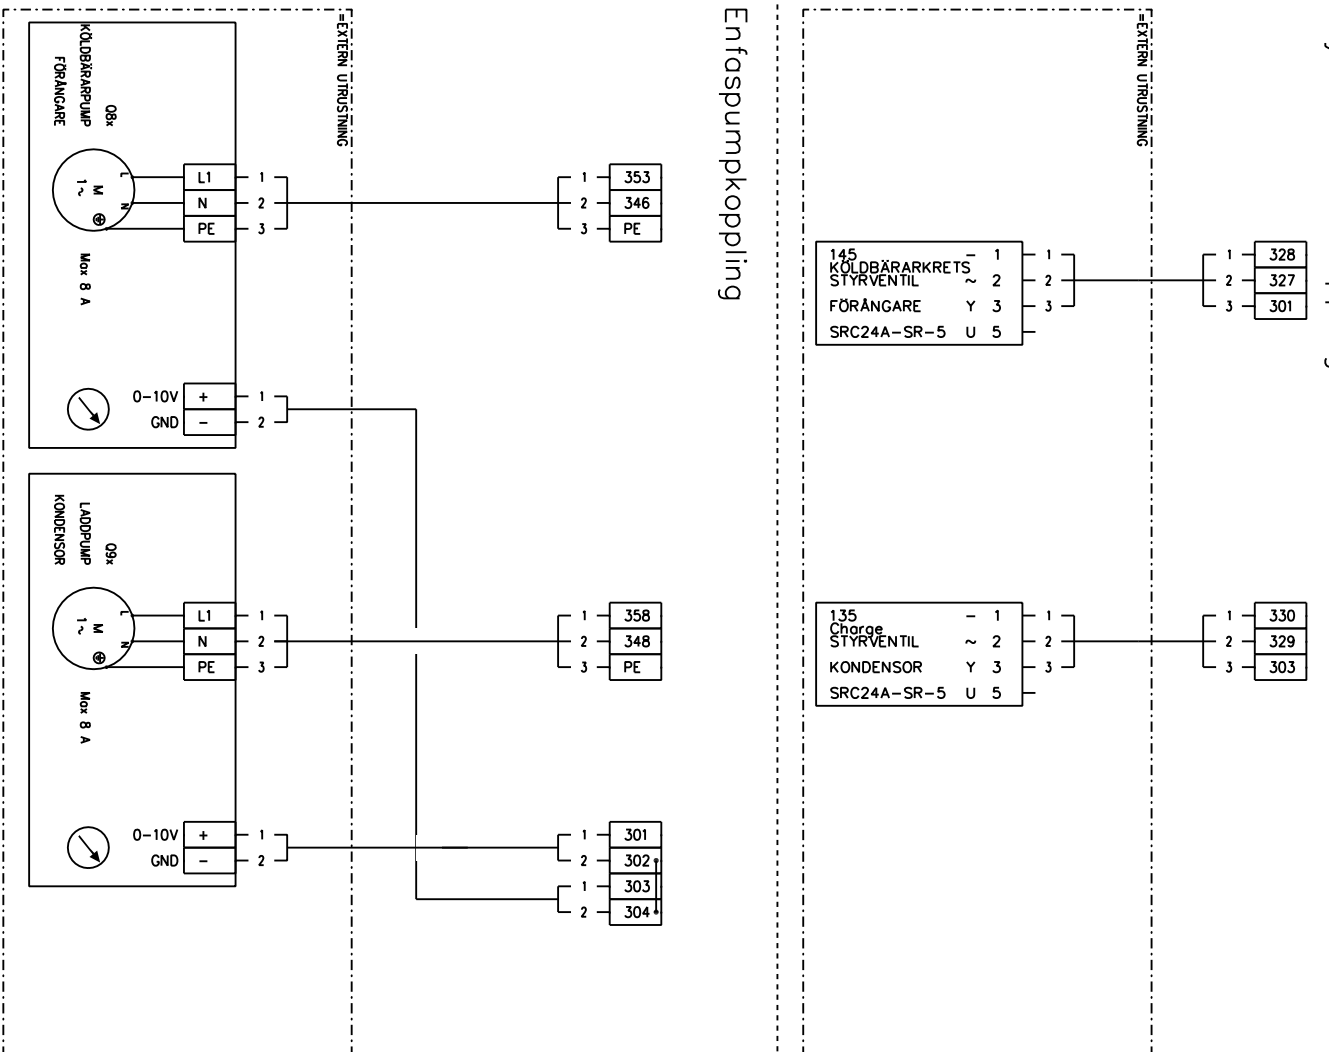 =EXTERN UTRUSTNING
Q8x
KÖLDBÄRARPUMP
FÖRÅNGARE
L
N
M
1~
Max 8 A
L1 1
N 2
PE 3
1 353
2 346
3 PE
0-10V + 1
GND - 2
Q9x
LADDPUMP
KONDENSOR
L
N
M
1~
Max 8 A
L1 1
N 2
PE 3
1 358
2 348
3 PE
0-10V + 1
GND - 2
1 301
2 302
1 303
2 304
Enfaspumpkoppling
=EXTERN UTRUSTNING
145 - 1 1
KÖLDBÄRARKRETS
STYRVENTIL ~ 2 2
FÖRÅNGARE Y 3 3
SRC24A-SR-5 U 5
1 328
2 327
3 301
135 - 1 1
Charge
STYRVENTIL ~ 2 2
KONDENSOR Y 3 3
SRC24A-SR-5 U 5
1 330
2 329
3 303